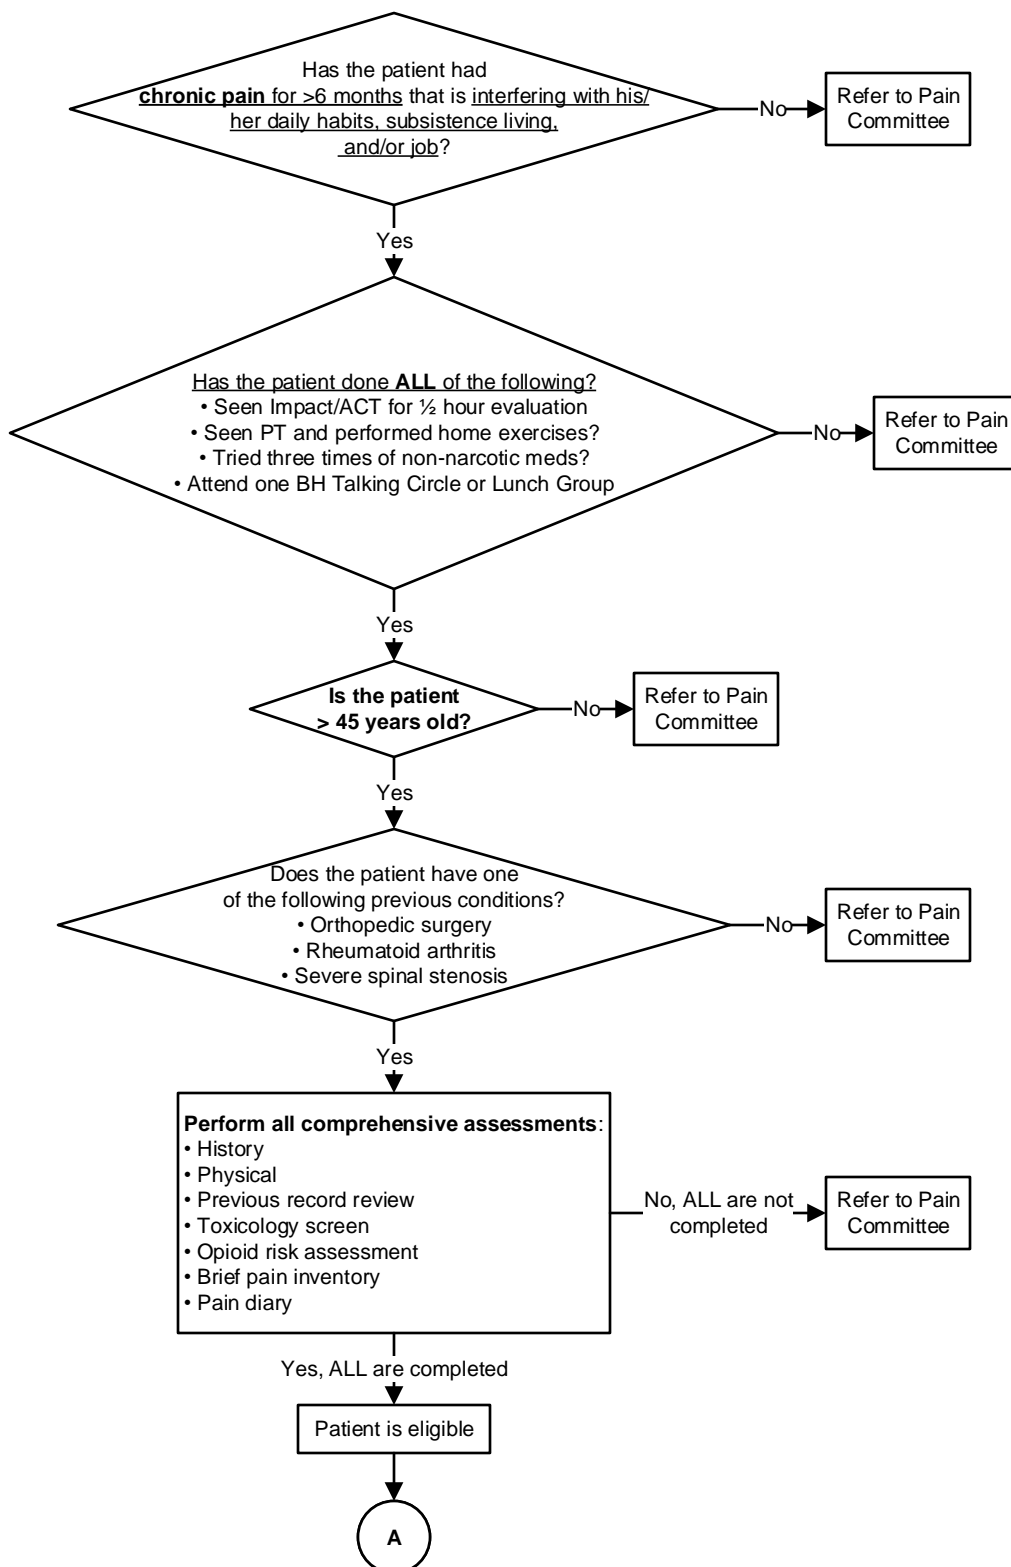 Has the patient had
chronic pain for >6 months that is interfering with his/
her daily habits, subsistence living,
and/or job?
No
Refer to Pain
Committee
Yes
Has the patient done ALL of the following?
• Seen Impact/ACT for ½ hour evaluation
• Seen PT and performed home exercises?
• Tried three times of non-narcotic meds?
• Attend one BH Talking Circle or Lunch Group
No
Refer to Pain
Committee
Yes
Is the patient
> 45 years old?
No
Refer to Pain
Committee
Yes
Does the patient have one
of the following previous conditions?
• Orthopedic surgery
• Rheumatoid arthritis
• Severe spinal stenosis
No
Refer to Pain
Committee
Yes
Perform all comprehensive assessments:
• History
• Physical
• Previous record review
• Toxicology screen
• Opioid risk assessment
• Brief pain inventory
• Pain diary
No, ALL are not
completed
Refer to Pain
Committee
Yes, ALL are completed
Patient is eligible
A